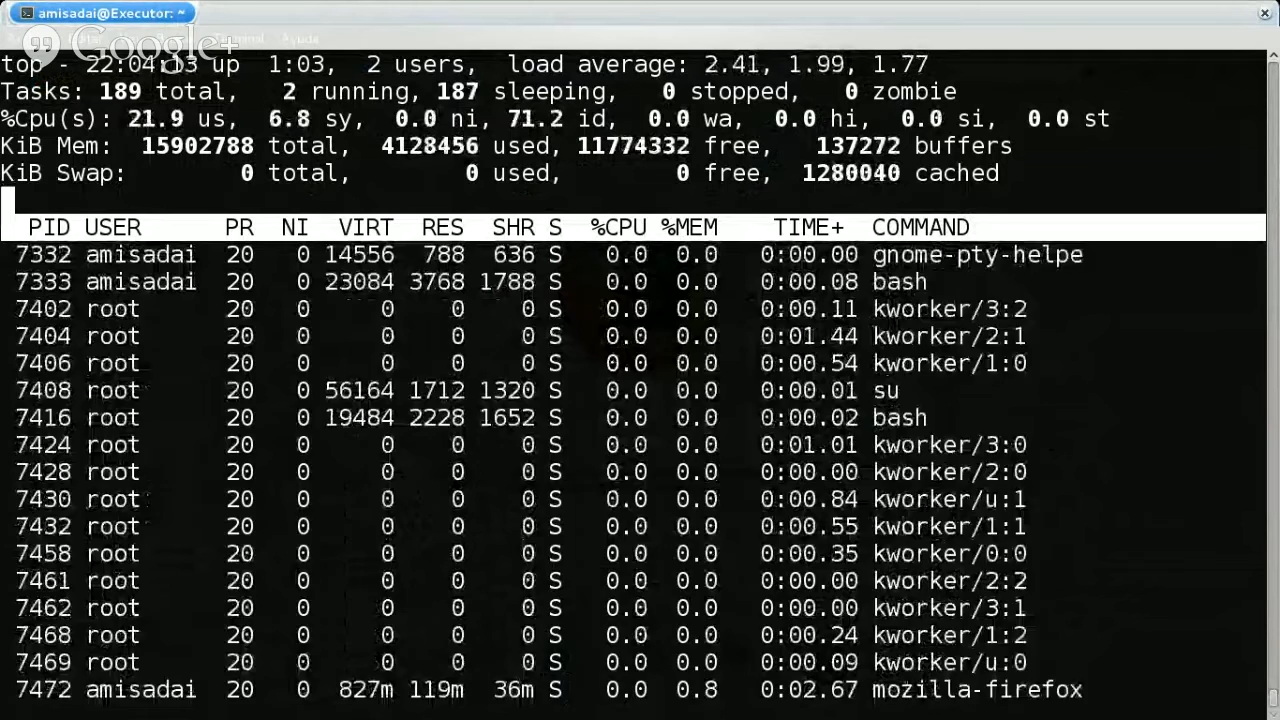 amisadai@Executor: ~
Google+
Ayuda
top - 22:04:13 up  1:03,  2 users,  load average: 2.41, 1.99, 1.77
Tasks: 189 total,   2 running, 187 sleeping,   0 stopped,   0 zombie
%Cpu(s): 21.9 us,  6.8 sy,  0.0 ni, 71.2 id,  0.0 wa,  0.0 hi,  0.0 si,  0.0 st
KiB Mem:  15902788 total,  4128456 used, 11774332 free,   137272 buffers
KiB Swap:        0 total,        0 used,        0 free,  1280040 cached
PID USER      PR  NI  VIRT  RES  SHR S  %CPU %MEM    TIME+  COMMAND
7332 amisadai  20   0 14556  788  636 S   0.0  0.0   0:00.00 gnome-pty-helpe
7333 amisadai  20   0 23084 3768 1788 S   0.0  0.0   0:00.08 bash
7402 root      20   0     0    0    0 S   0.0  0.0   0:00.11 kworker/3:2
7404 root      20   0     0    0    0 S   0.0  0.0   0:01.44 kworker/2:1
7406 root      20   0     0    0    0 S   0.0  0.0   0:00.54 kworker/1:0
7408 root      20   0 56164 1712 1320 S   0.0  0.0   0:00.01 su
7416 root      20   0 19484 2228 1652 S   0.0  0.0   0:00.02 bash
7424 root      20   0     0    0    0 S   0.0  0.0   0:01.01 kworker/3:0
7428 root      20   0     0    0    0 S   0.0  0.0   0:00.00 kworker/2:0
7430 root      20   0     0    0    0 S   0.0  0.0   0:00.84 kworker/u:1
7432 root      20   0     0    0    0 S   0.0  0.0   0:00.55 kworker/1:1
7458 root      20   0     0    0    0 S   0.0  0.0   0:00.35 kworker/0:0
7461 root      20   0     0    0    0 S   0.0  0.0   0:00.00 kworker/2:2
7462 root      20   0     0    0    0 S   0.0  0.0   0:00.00 kworker/3:1
7468 root      20   0     0    0    0 S   0.0  0.0   0:00.24 kworker/1:2
7469 root      20   0     0    0    0 S   0.0  0.0   0:00.09 kworker/u:0
7472 amisadai  20   0  827m 119m  36m S   0.0  0.8   0:02.67 mozilla-firefox